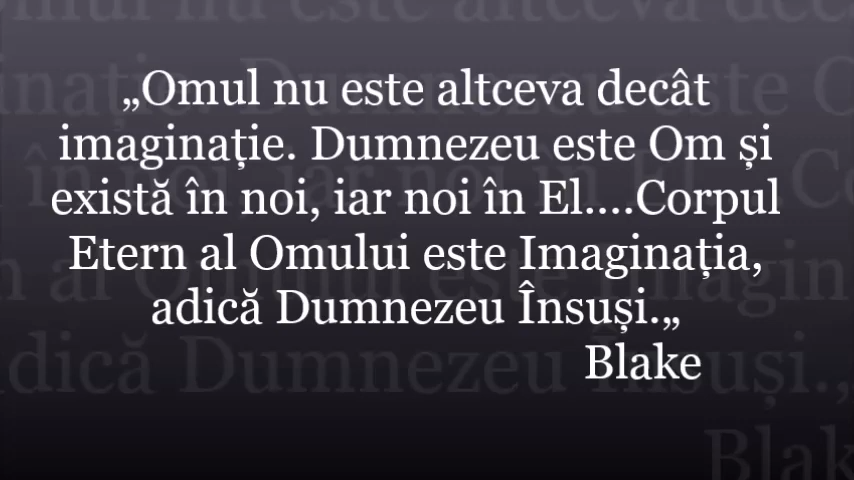 „Omul nu este altceva decât
imaginație. Dumnezeu este Om și
există în noi, iar noi în El....Corpul
Etern al Omului este Imaginația,
adică Dumnezeu Însuși.„
Blake